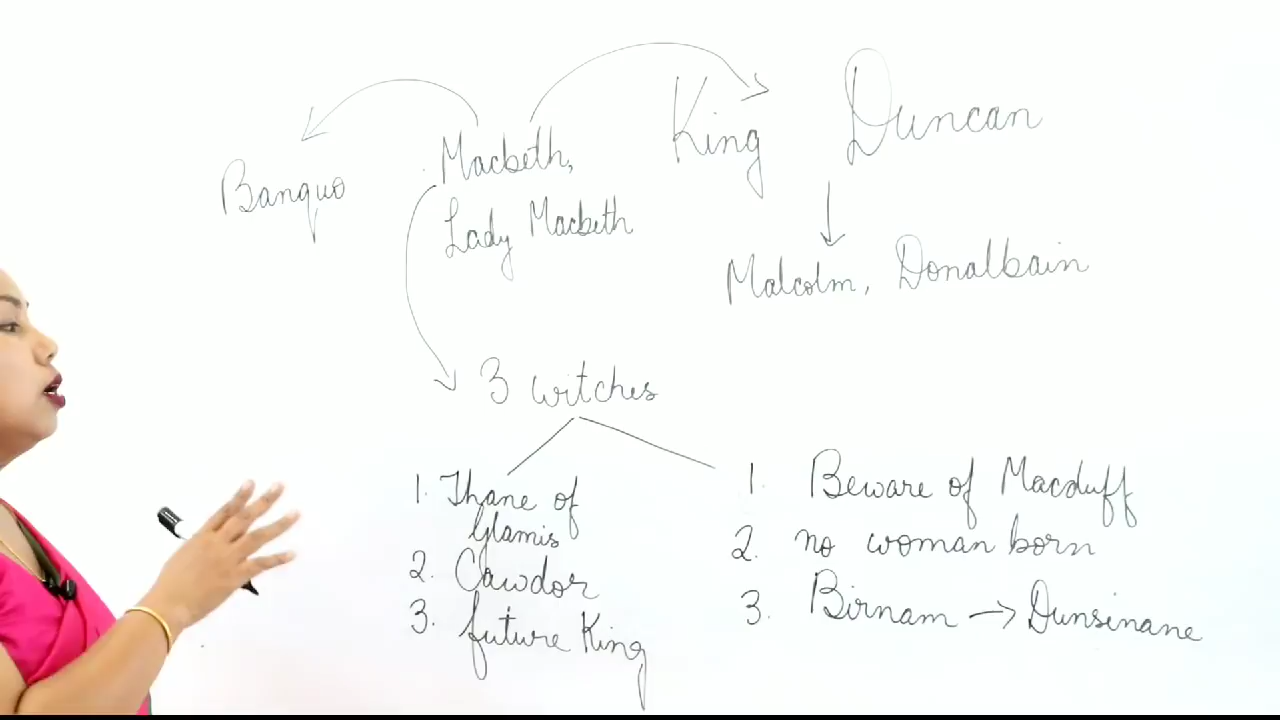 King Duncan
Banquo
Macbeth,
Lady Macbeth
Malcolm, Donalbain
3 witches
1. Thane of
Glamis
2. Cawdor
3. future King
1. Beware of Macduff
2. no woman born
3. Birnam → Dunsinane